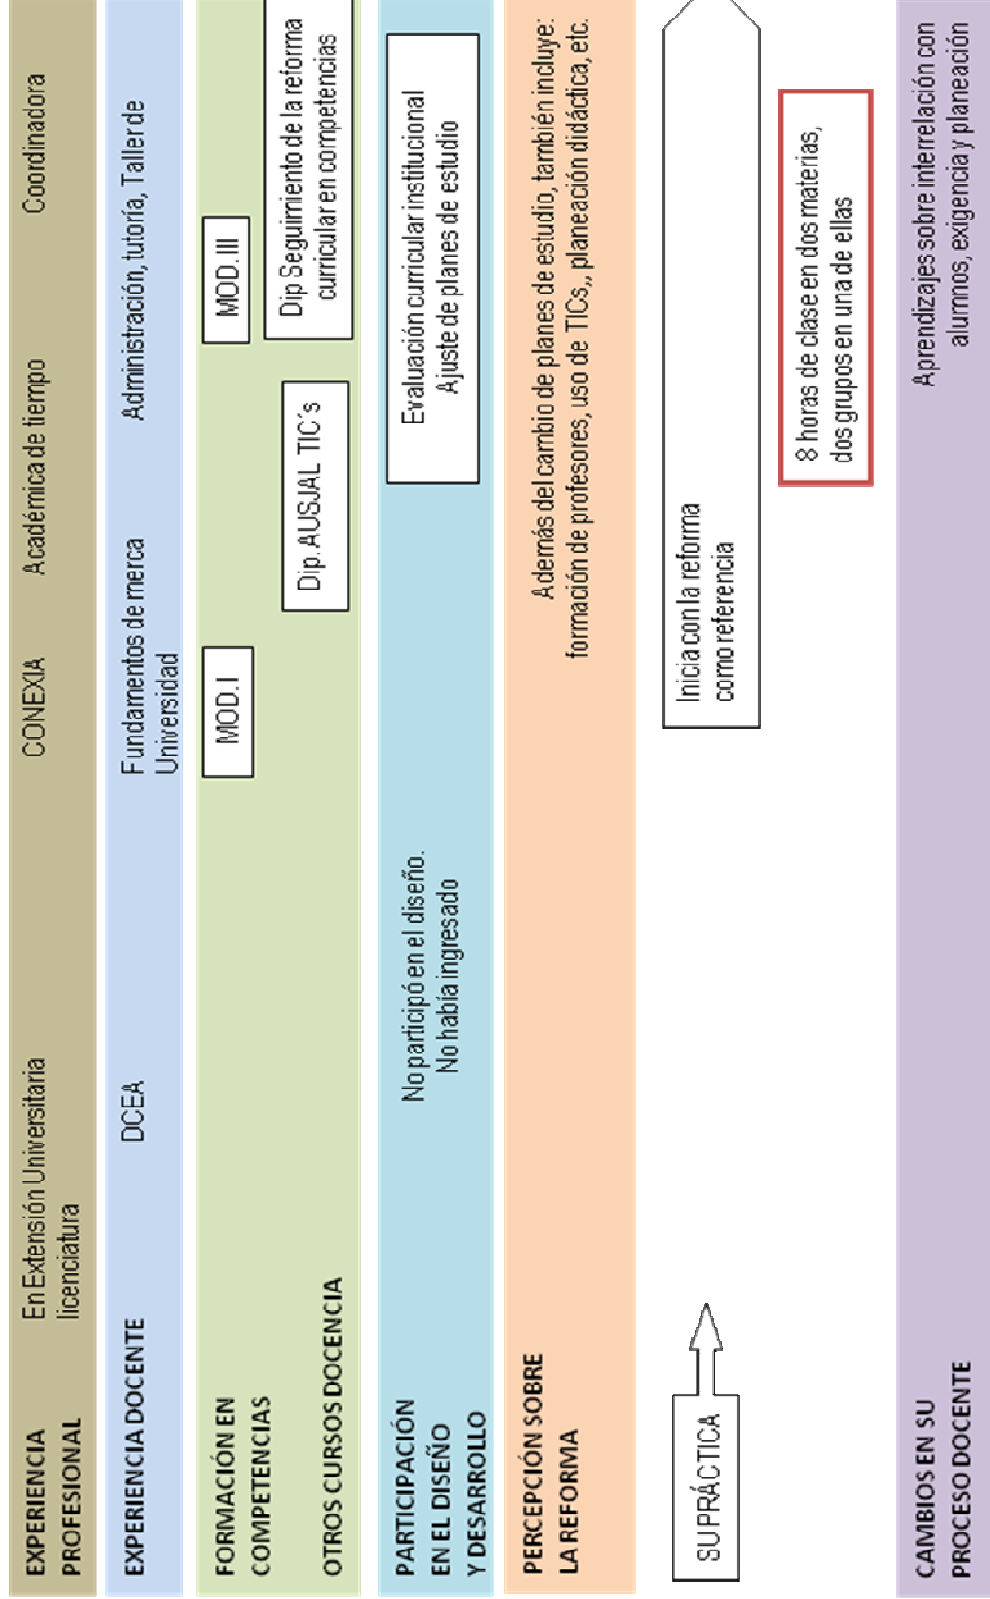 EXPERIENCIA
PROFESIONAL
En Extensión Universitaria
licenciatura
CONEXIA
Académica de tiempo
Coordinadora
EXPERIENCIA DOCENTE
DCEA
Fundamentos de merca
Universidad
Administración, tutoría, Taller de
FORMACIÓN EN
COMPETENCIAS
OTROS CURSOS DOCENCIA
MOD. I
Dip. AUSJAL TIC´s
MOD. III
Dip Seguimiento de la reforma
curricular en competencias
PARTICIPACIÓN
EN EL DISEÑO
Y DESARROLLO
No participó en el diseño.
No había ingresado
Evaluación curricular institucional
Ajuste de planes de estudio
PERCEPCIÓN SOBRE
LA REFORMA
Además del cambio de planes de estudio, también incluye:
formación de profesores, uso de TICs,, planeación didáctica, etc.
SU PRÁCTICA
Inicia con la reforma
como referencia
8 horas de clase en dos materias,
dos grupos en una de ellas
CAMBIOS EN SU
PROCESO DOCENTE
Aprendizajes sobre interrelación con
alumnos, exigencia y planeación